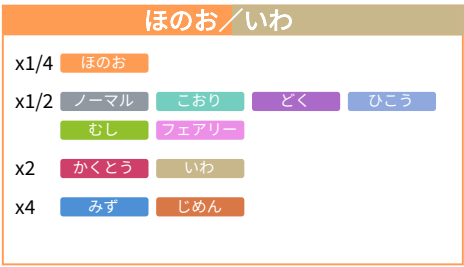 ほのお／いわ
x1/4 ほのお
x1/2 ノーマル こおり どく ひこう
むし フェアリー
x2 かくとう いわ
x4 みず じめん